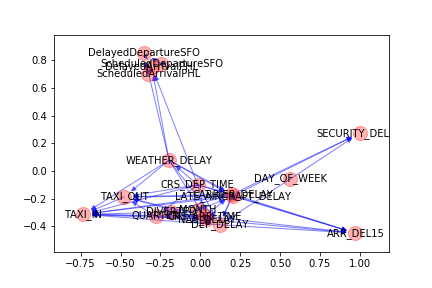 DelayedDepartureSFO
ScheduledDepartureSFO
DelayedArrivalPHL
ScheduledArrivalPHL
SECURITY_DEL
WEATHER_DELAY
DAY_OF_WEEK
CRS_DEP_TIME
TAXI_OUT
TAXI_IN
MONTH
DEP_DELAY
ARR_DEL15
0.8
0.6
0.4
0.2
0.0
−0.2
−0.4
−0.75 −0.50 −0.25 0.00 0.25 0.50 0.75 1.00